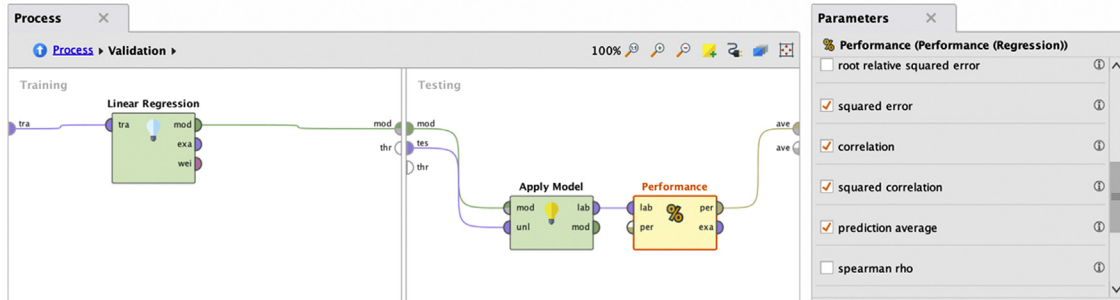 Process
Parameters
Process Validation
100%
Performance (Performance (Regression))
Training
Testing
root relative squared error
squared error
correlation
squared correlation
prediction average
spearman rho
Linear Regression
tra
tra
mod
exa
wei
mod
thr
mod
tes
thr
ave
ave
Apply Model
mod
unl
lab
mod
Performance
%
lab
per
per
exa